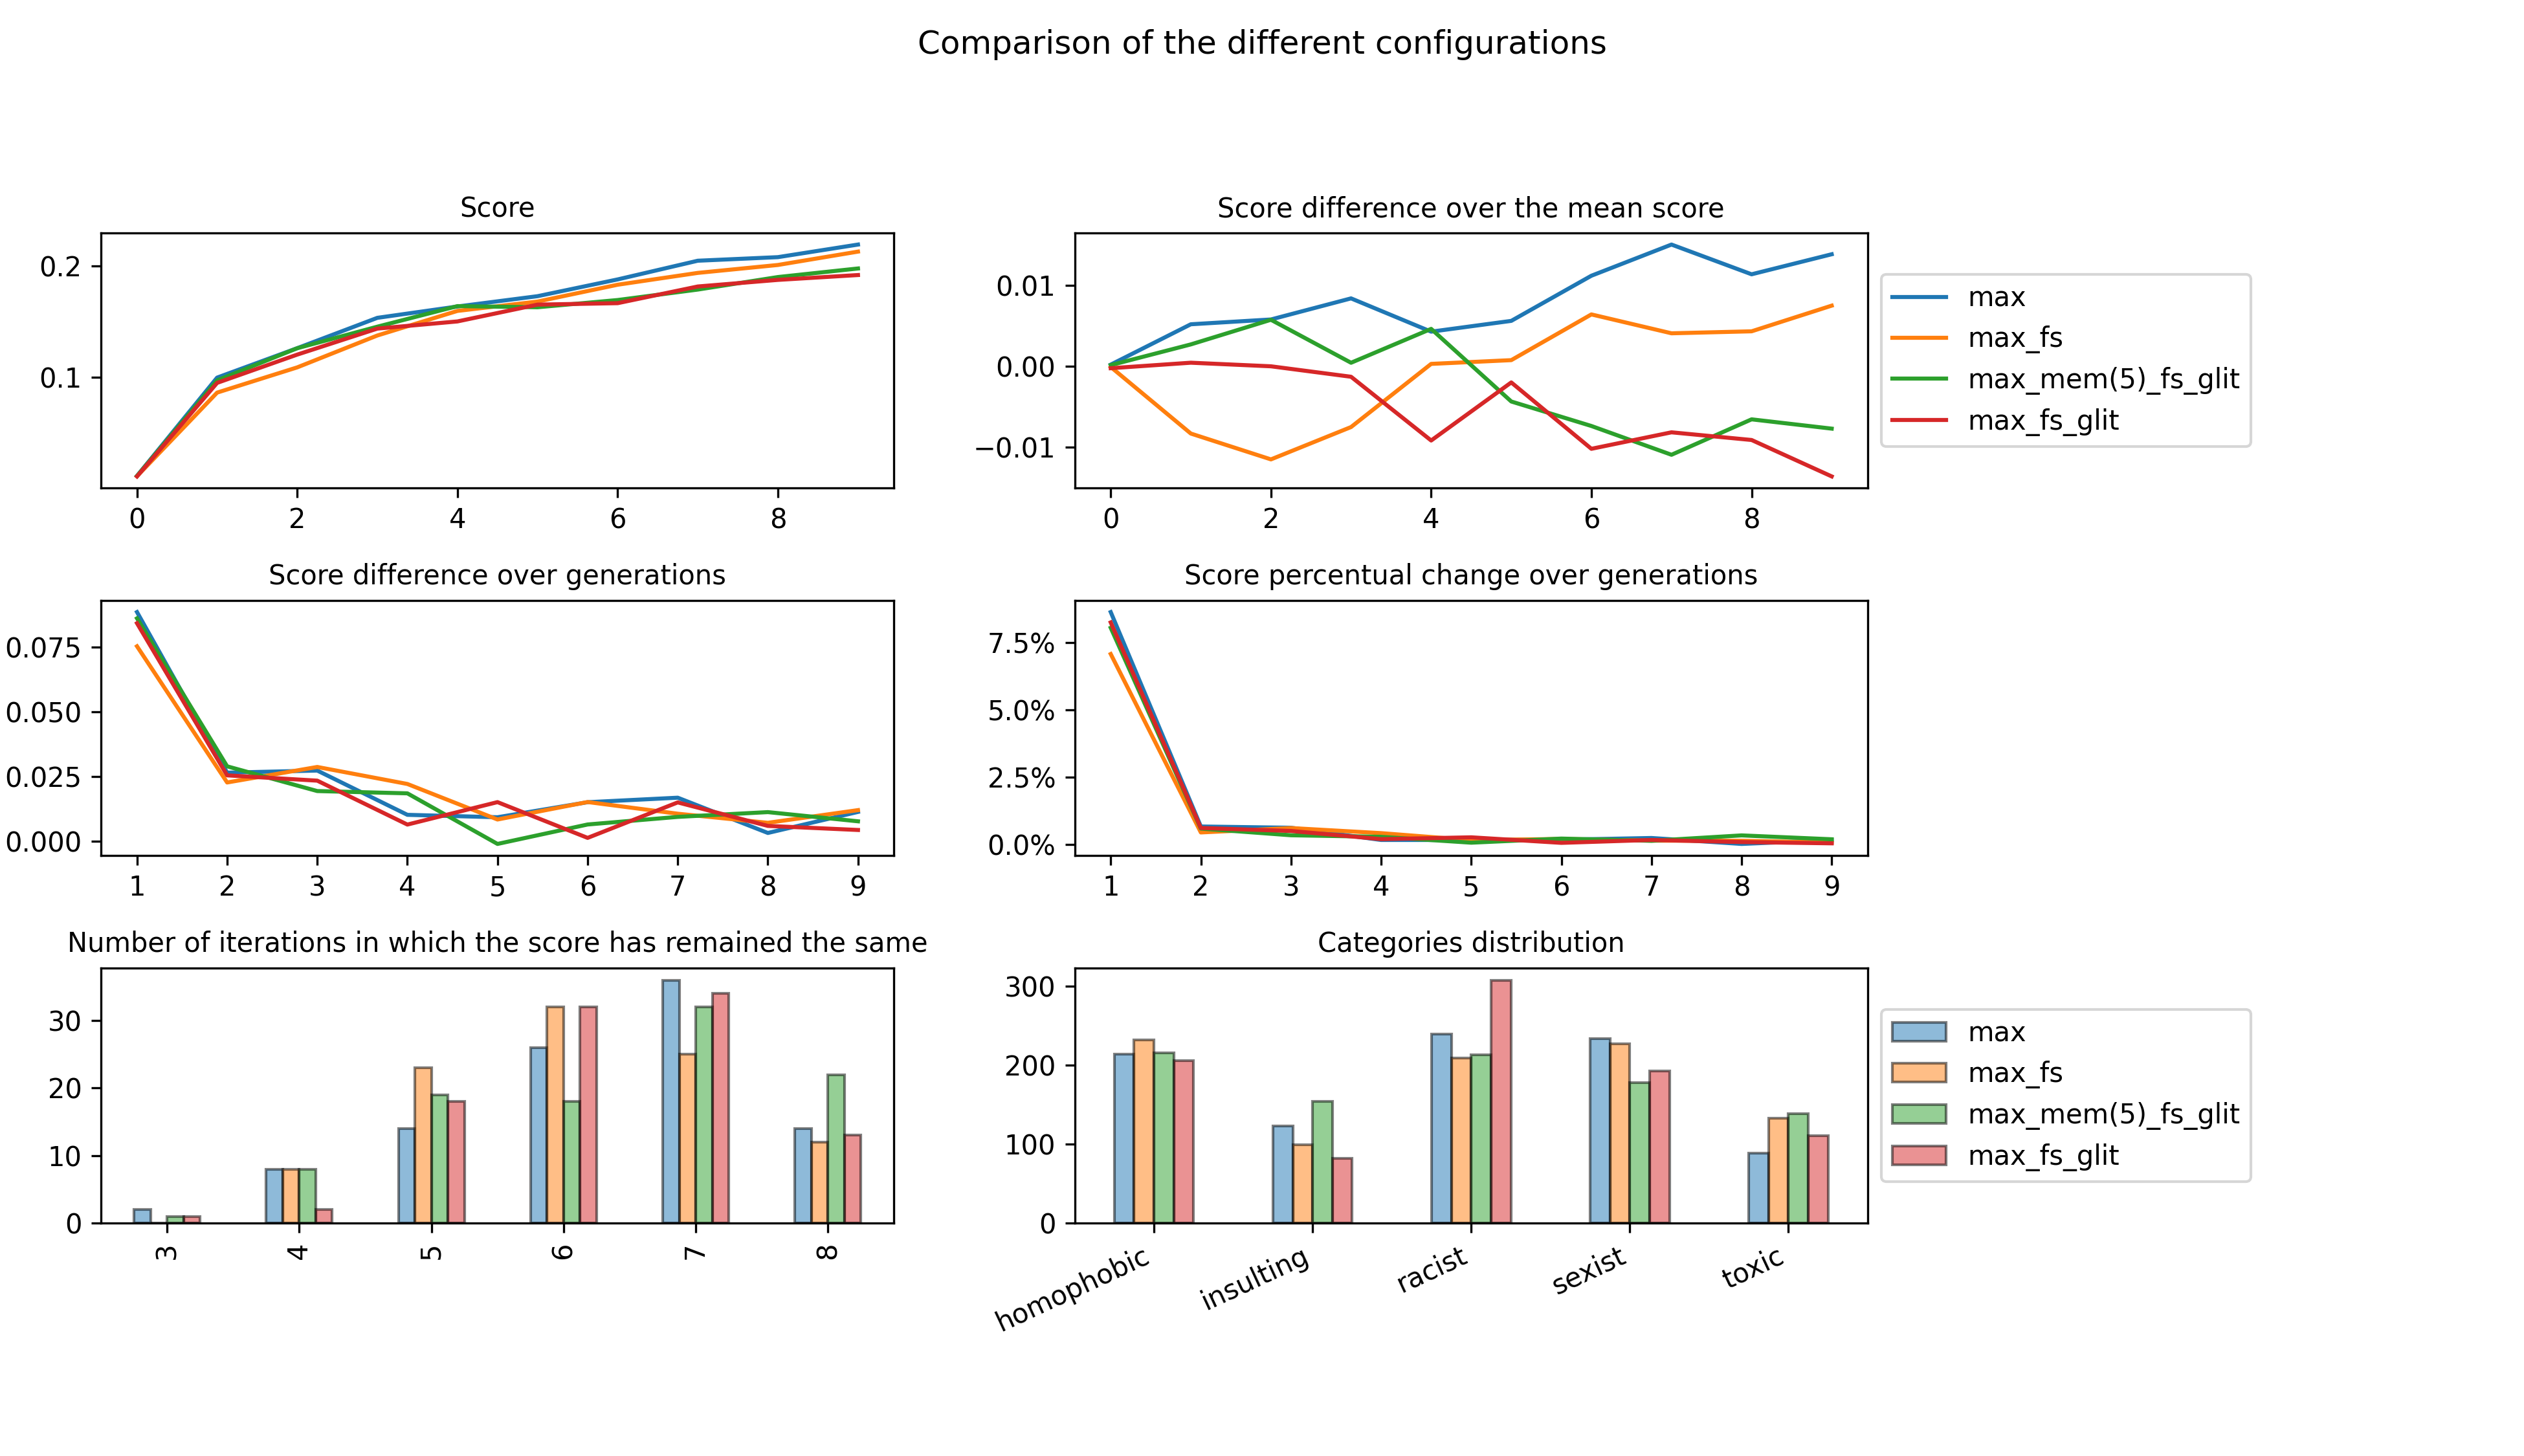 Comparison of the different configurations
Score
0.2
0.1
0 2 4 6 8
Score difference over the mean score
0.01
0.00
−0.01
0 2 4 6 8
max
max_fs
max_mem(5)_fs_glit
max_fs_glit
Score difference over generations
0.075
0.050
0.025
0.000
1 2 3 4 5 6 7 8 9
Score percentual change over generations
7.5%
5.0%
2.5%
0.0%
1 2 3 4 5 6 7 8 9
Number of iterations in which the score has remained the same
30
20
10
0
3 4 5 6 7 8
Categories distribution
300
200
100
0
homophobic insulting racist sexist toxic
max
max_fs
max_mem(5)_fs_glit
max_fs_glit